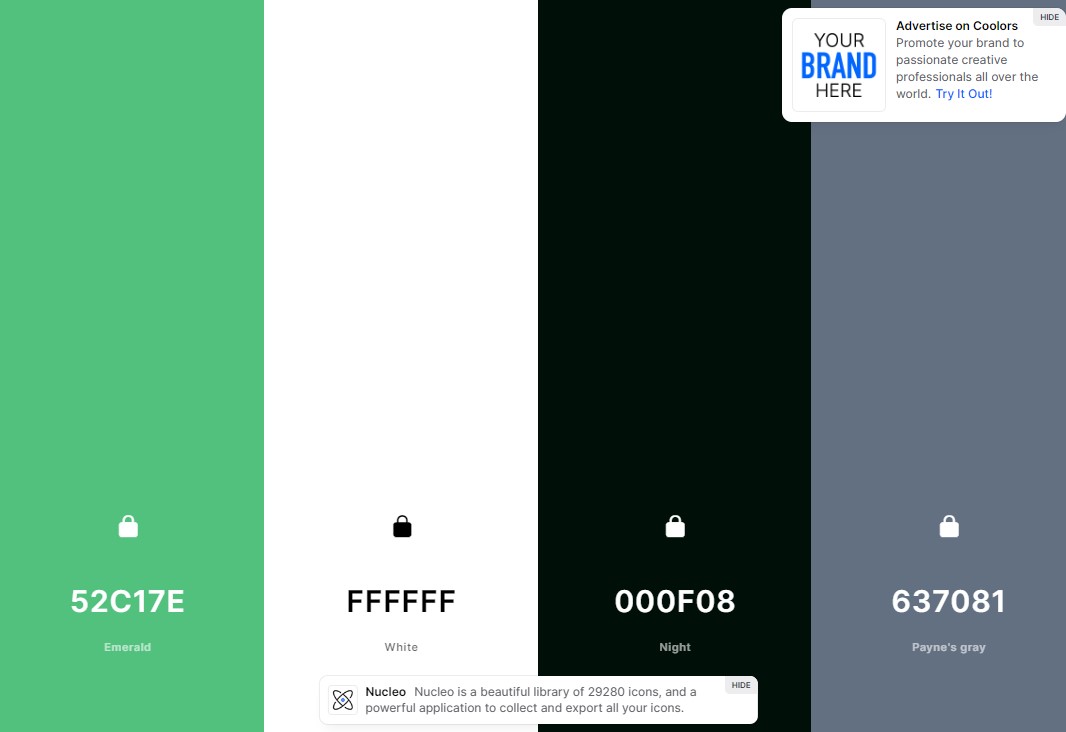 HIDE
YOUR
BRAND
HERE
Advertise on Coolors
Promote your brand to
passionate creative
professionals all over the
world. Try It Out!
52C17E
Emerald
FFFFFF
White
000F08
Night
637081
Payne's gray
HIDE
Nucleo Nucleo is a beautiful library of 29280 icons, and a
powerful application to collect and export all your icons.